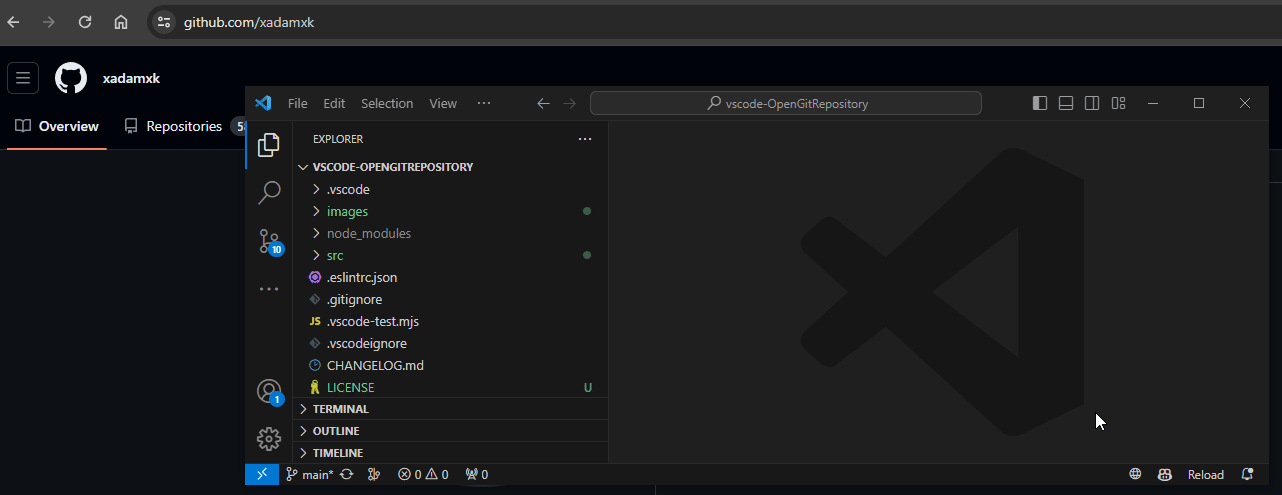 github.com/xadamxk
xadamxk
Overview Repositories
File Edit Selection View ··· vscode-OpenGitRepository
EXPLORER ···
VSCODE-OPENGITREPOSITORY
.vscode
images
node_modules
src
10
.eslintrc.json
.gitignore
JS .vscode-test.mjs
.vscodeignore
CHANGELOG.md
LICENSE U
1
TERMINAL
OUTLINE
TIMELINE
main* 0 0 0 Reload